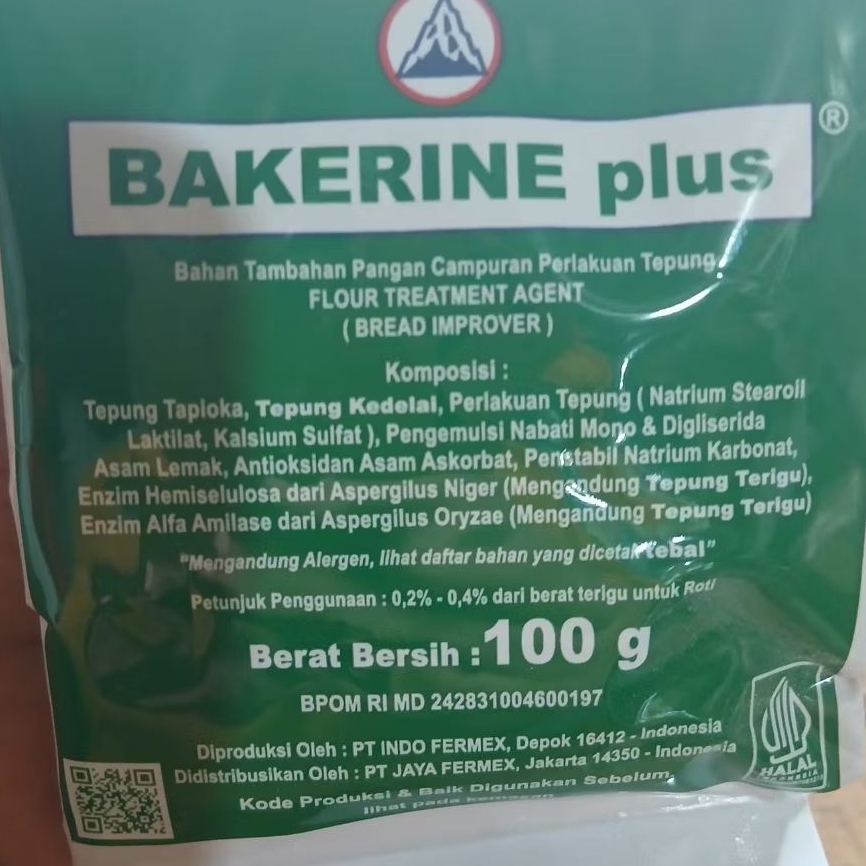 BAKERINE plus ®
Bahan Tambahan Pangan Campuran Perlakuan Tepung
FLOUR TREATMENT AGENT
( BREAD IMPROVER )
Komposisi :
Tepung Tapioka, Tepung Kedelai, Perlakuan Tepung ( Natrium Stearoil
Laktilat, Kalsium Sulfat ), Pengemulsi Nabati Mono & Digliserida
Asam Lemak, Antioksidan Asam Askorbat, Penstabil Natrium Karbonat,
Enzim Hemiselulosa dari Aspergilus Niger (Mengandung Tepung Terigu),
Enzim Alfa Amilase dari Aspergilus Oryzae (Mengandung Tepung Terigu)
"Mengandung Alergen, lihat daftar bahan yang dicetak tebal"
Petunjuk Penggunaan : 0,2% - 0,4% dari berat terigu untuk Roti
Berat Bersih : 100 g
BPOM RI MD 242831004600197
Diproduksi Oleh : PT INDO FERMEX, Depok 16412 - Indonesia
Didistribusikan Oleh : PT JAYA FERMEX, Jakarta 14350 - Indonesia
Kode Produksi & Baik Digunakan Sebelum,
lihat pada kemasan
HALAL
INDONESIA